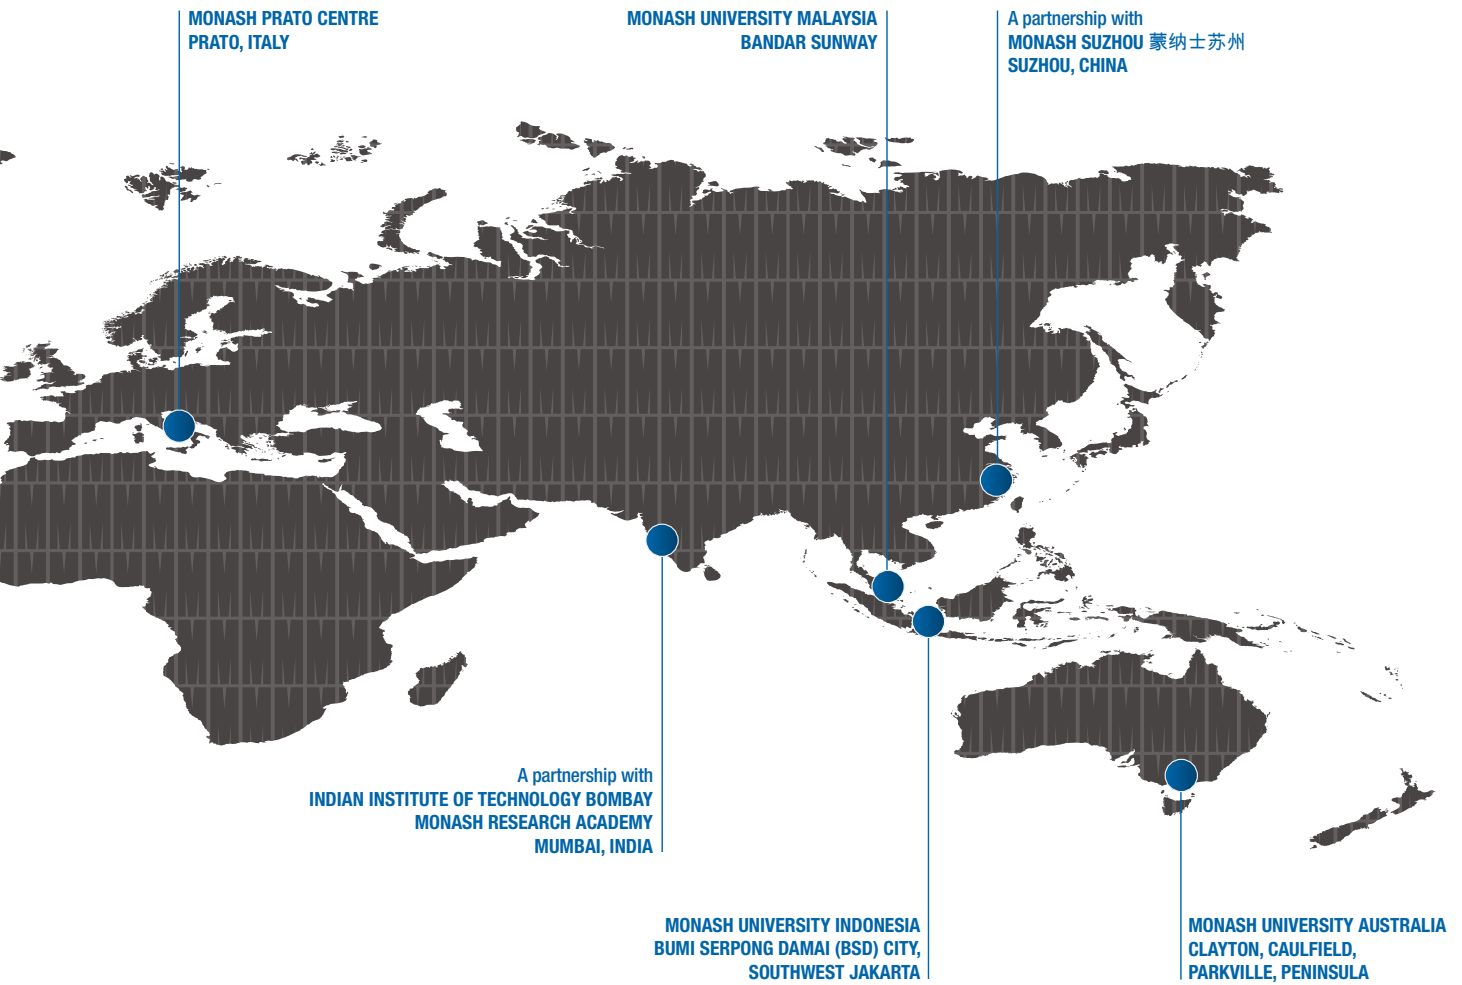 MONASH PRATO CENTRE
PRATO, ITALY
MONASH UNIVERSITY MALAYSIA
BANDAR SUNWAY
A partnership with
MONASH SUZHOU 蒙纳士苏州
SUZHOU, CHINA
A partnership with
INDIAN INSTITUTE OF TECHNOLOGY BOMBAY
MONASH RESEARCH ACADEMY
MUMBAI, INDIA
MONASH UNIVERSITY INDONESIA
BUMI SERPONG DAMAI (BSD) CITY,
SOUTHWEST JAKARTA
MONASH UNIVERSITY AUSTRALIA
CLAYTON, CAULFIELD,
PARKVILLE, PENINSULA